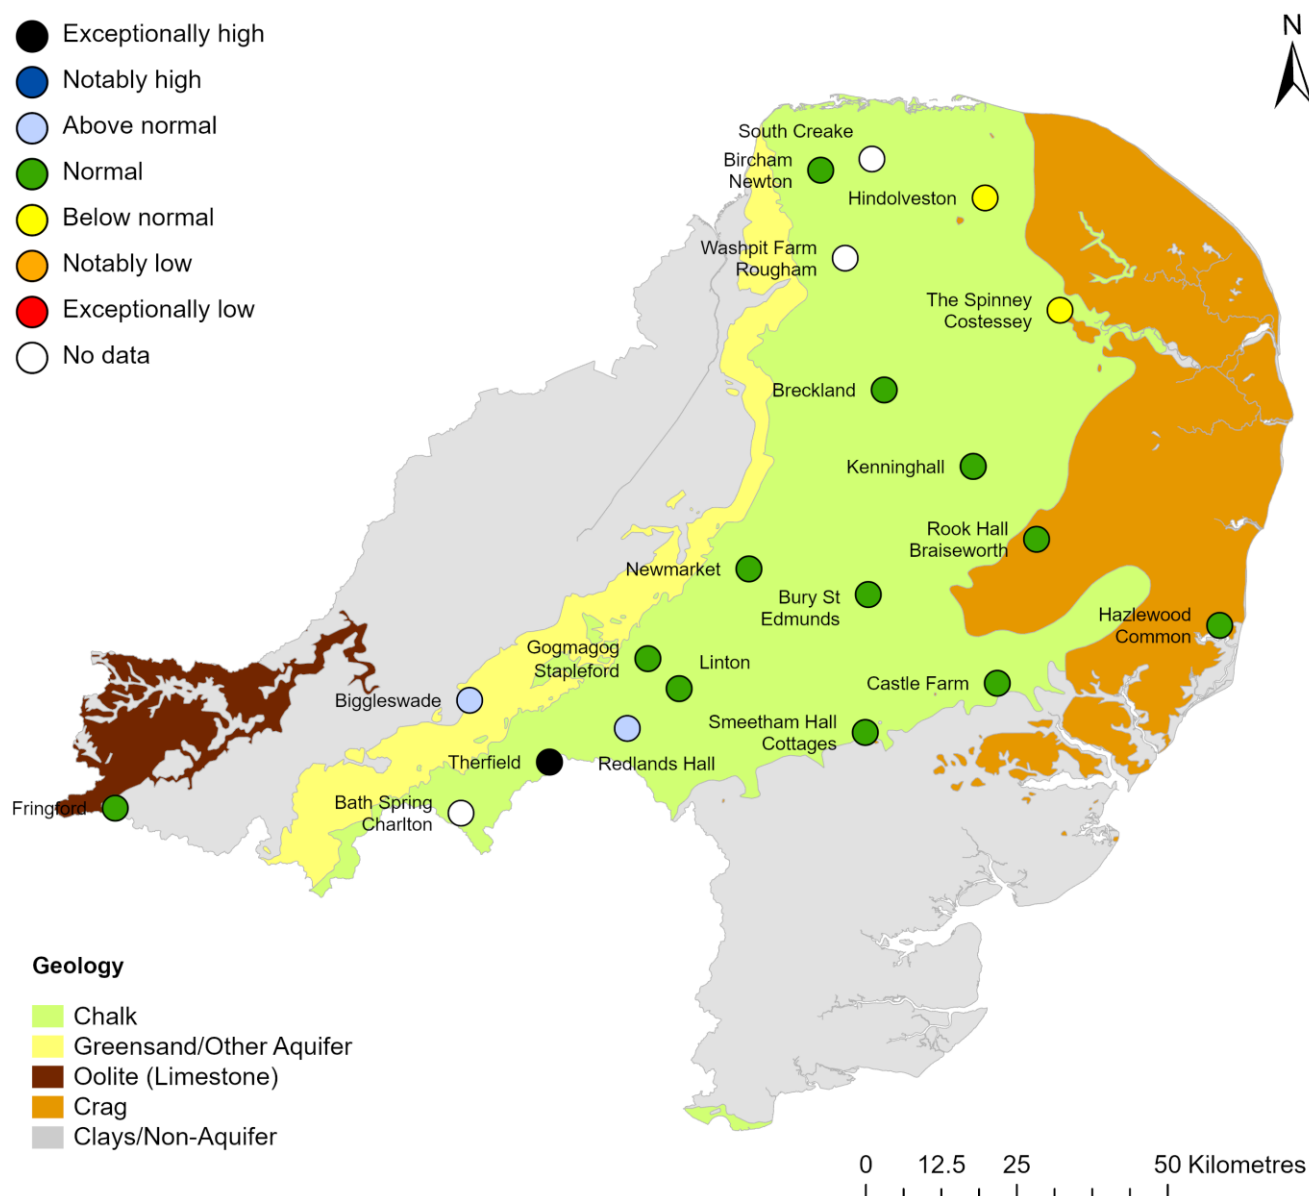 Exceptionally high
Notably high
Above normal
Normal
Below normal
Notably low
Exceptionally low
No data
N
South Creake
Bircham
Newton
Hindolveston
Washpit Farm
Rougham
The Spinney
Costessey
Breckland
Kenninghall
Rook Hall
Braiseworth
Newmarket
Bury St
Edmunds
Hazlewood
Common
Gogmagog
Stapleford
Linton
Castle Farm
Biggleswade
Smeetham Hall
Cottages
Therfield
Redlands Hall
Fringford
Bath Spring
Charlton
Geology
Chalk
Greensand/Other Aquifer
Oolite (Limestone)
Crag
Clays/Non-Aquifer
0 12.5 25 50 Kilometres